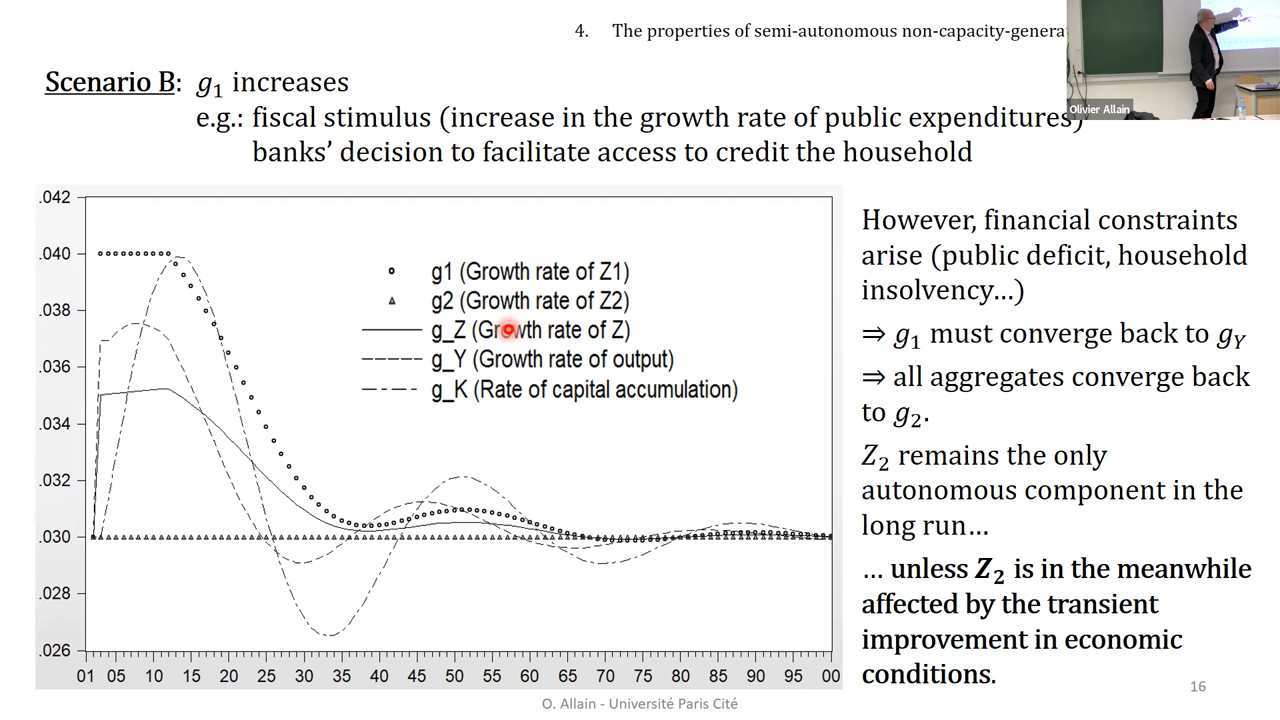 4. The properties of semi-autonomous non-capacity-genera
Olivier Allain
Scenario B: g₁ increases
e.g.: fiscal stimulus (increase in the growth rate of public expenditures)
banks’ decision to facilitate access to credit the household
.042
.040
.038
.036
.034
.032
.030
.028
.026
g1 (Growth rate of Z1)
g2 (Growth rate of Z2)
g_Z (Growth rate of Z)
g_Y (Growth rate of output)
g_K (Rate of capital accumulation)
01 05 10 15 20 25 30 35 40 45 50 55 60 65 70 75 80 85 90 95 00
However, financial constraints
arise (public deficit, household
insolvency…)
⇒ g₁ must converge back to g_Y
⇒ all aggregates converge back
to g₂.
Z₂ remains the only
autonomous component in the
long run…
… unless Z₂ is in the meanwhile
affected by the transient
improvement in economic
conditions.
O. Allain - Université Paris Cité
16